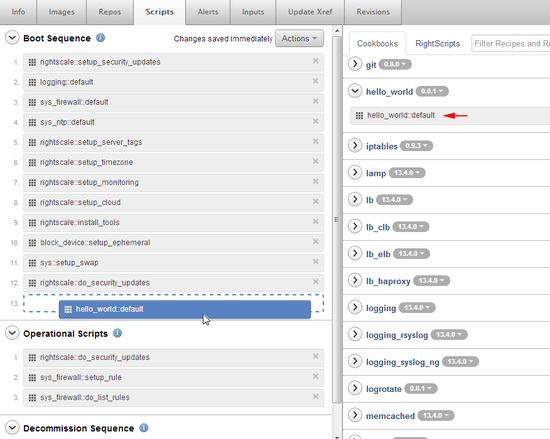 Info Images Repos Scripts Alerts Inputs Update Xref Revisions
Boot Sequence i Changes saved immediately Actions
1. rightscale::setup_security_updates
2. logging::default
3. sys_firewall::default
4. sys_ntp::default
5. rightscale::setup_server_tags
6. rightscale::setup_timezone
7. rightscale::setup_monitoring
8. rightscale::setup_cloud
9. rightscale::install_tools
10. block_device::setup_ephemeral
11. sys::setup_swap
12. rightscale::do_security_updates
13. hello_world::default
Operational Scripts i
1. rightscale::do_security_updates
2. sys_firewall::setup_rule
3. sys_firewall::do_list_rules
Decommission Sequence i
Cookbooks RightScripts Filter Recipes and Ri
git 0.8.0
hello_world 0.0.1
hello_world::default
iptables 0.9.3
lamp 13.4.0
lb 13.4.0
lb_clb 13.4.0
lb_elb 13.4.0
lb_haproxy 13.4.0
logging 13.4.0
logging_rsyslog 13.4.0
logging_syslog_ng 13.4.0
logrotate 0.8.1
memcached 13.4.0